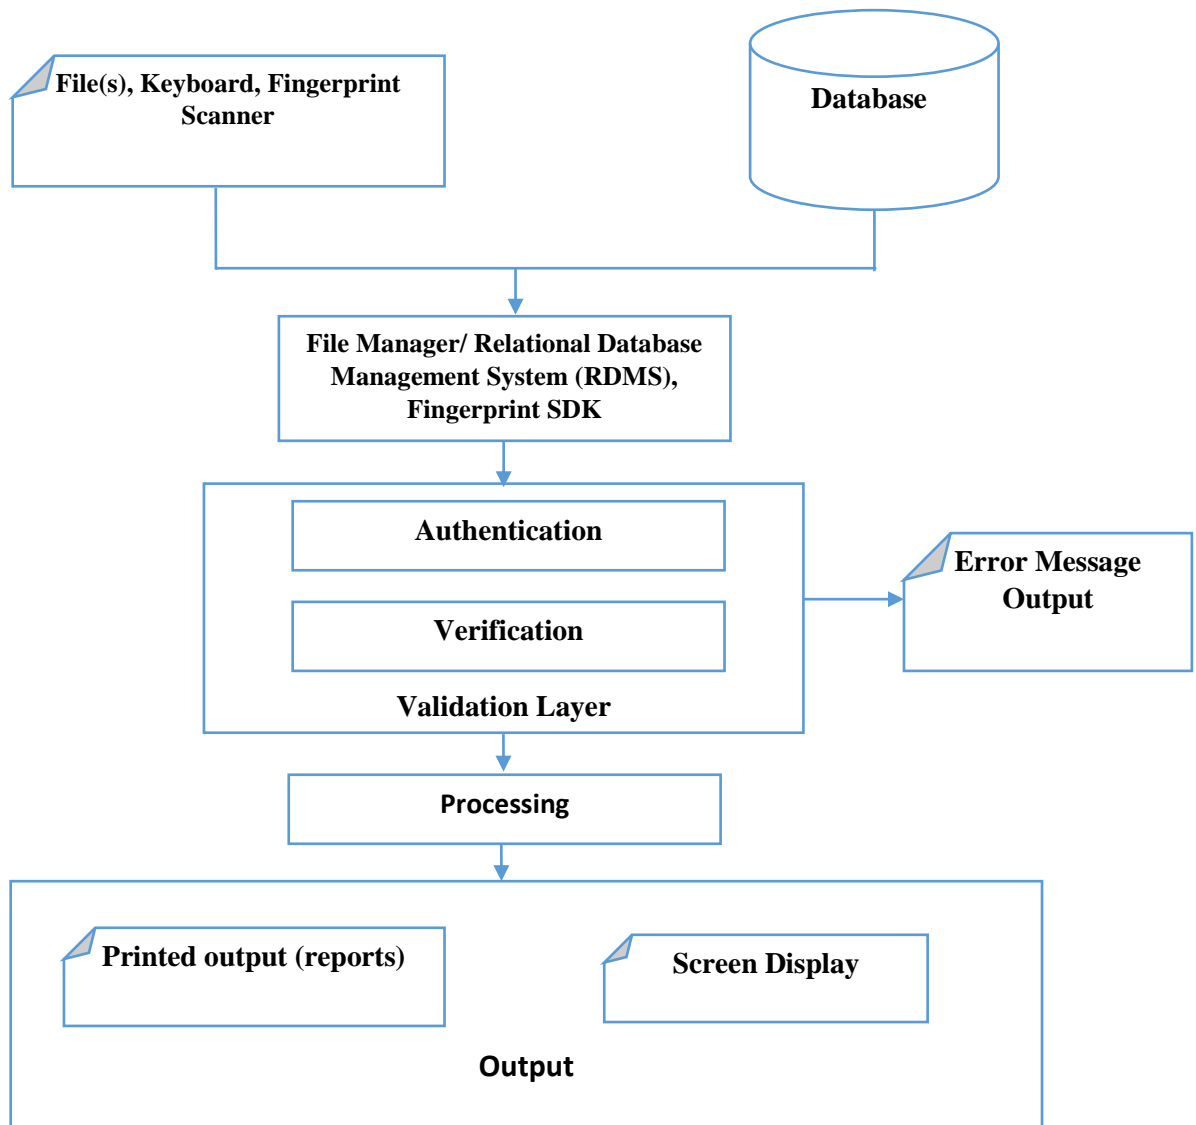 File(s), Keyboard, Fingerprint
Scanner
Database
File Manager/ Relational Database
Management System (RDMS),
Fingerprint SDK
Authentication
Verification
Validation Layer
Error Message
Output
Processing
Printed output (reports)
Screen Display
Output